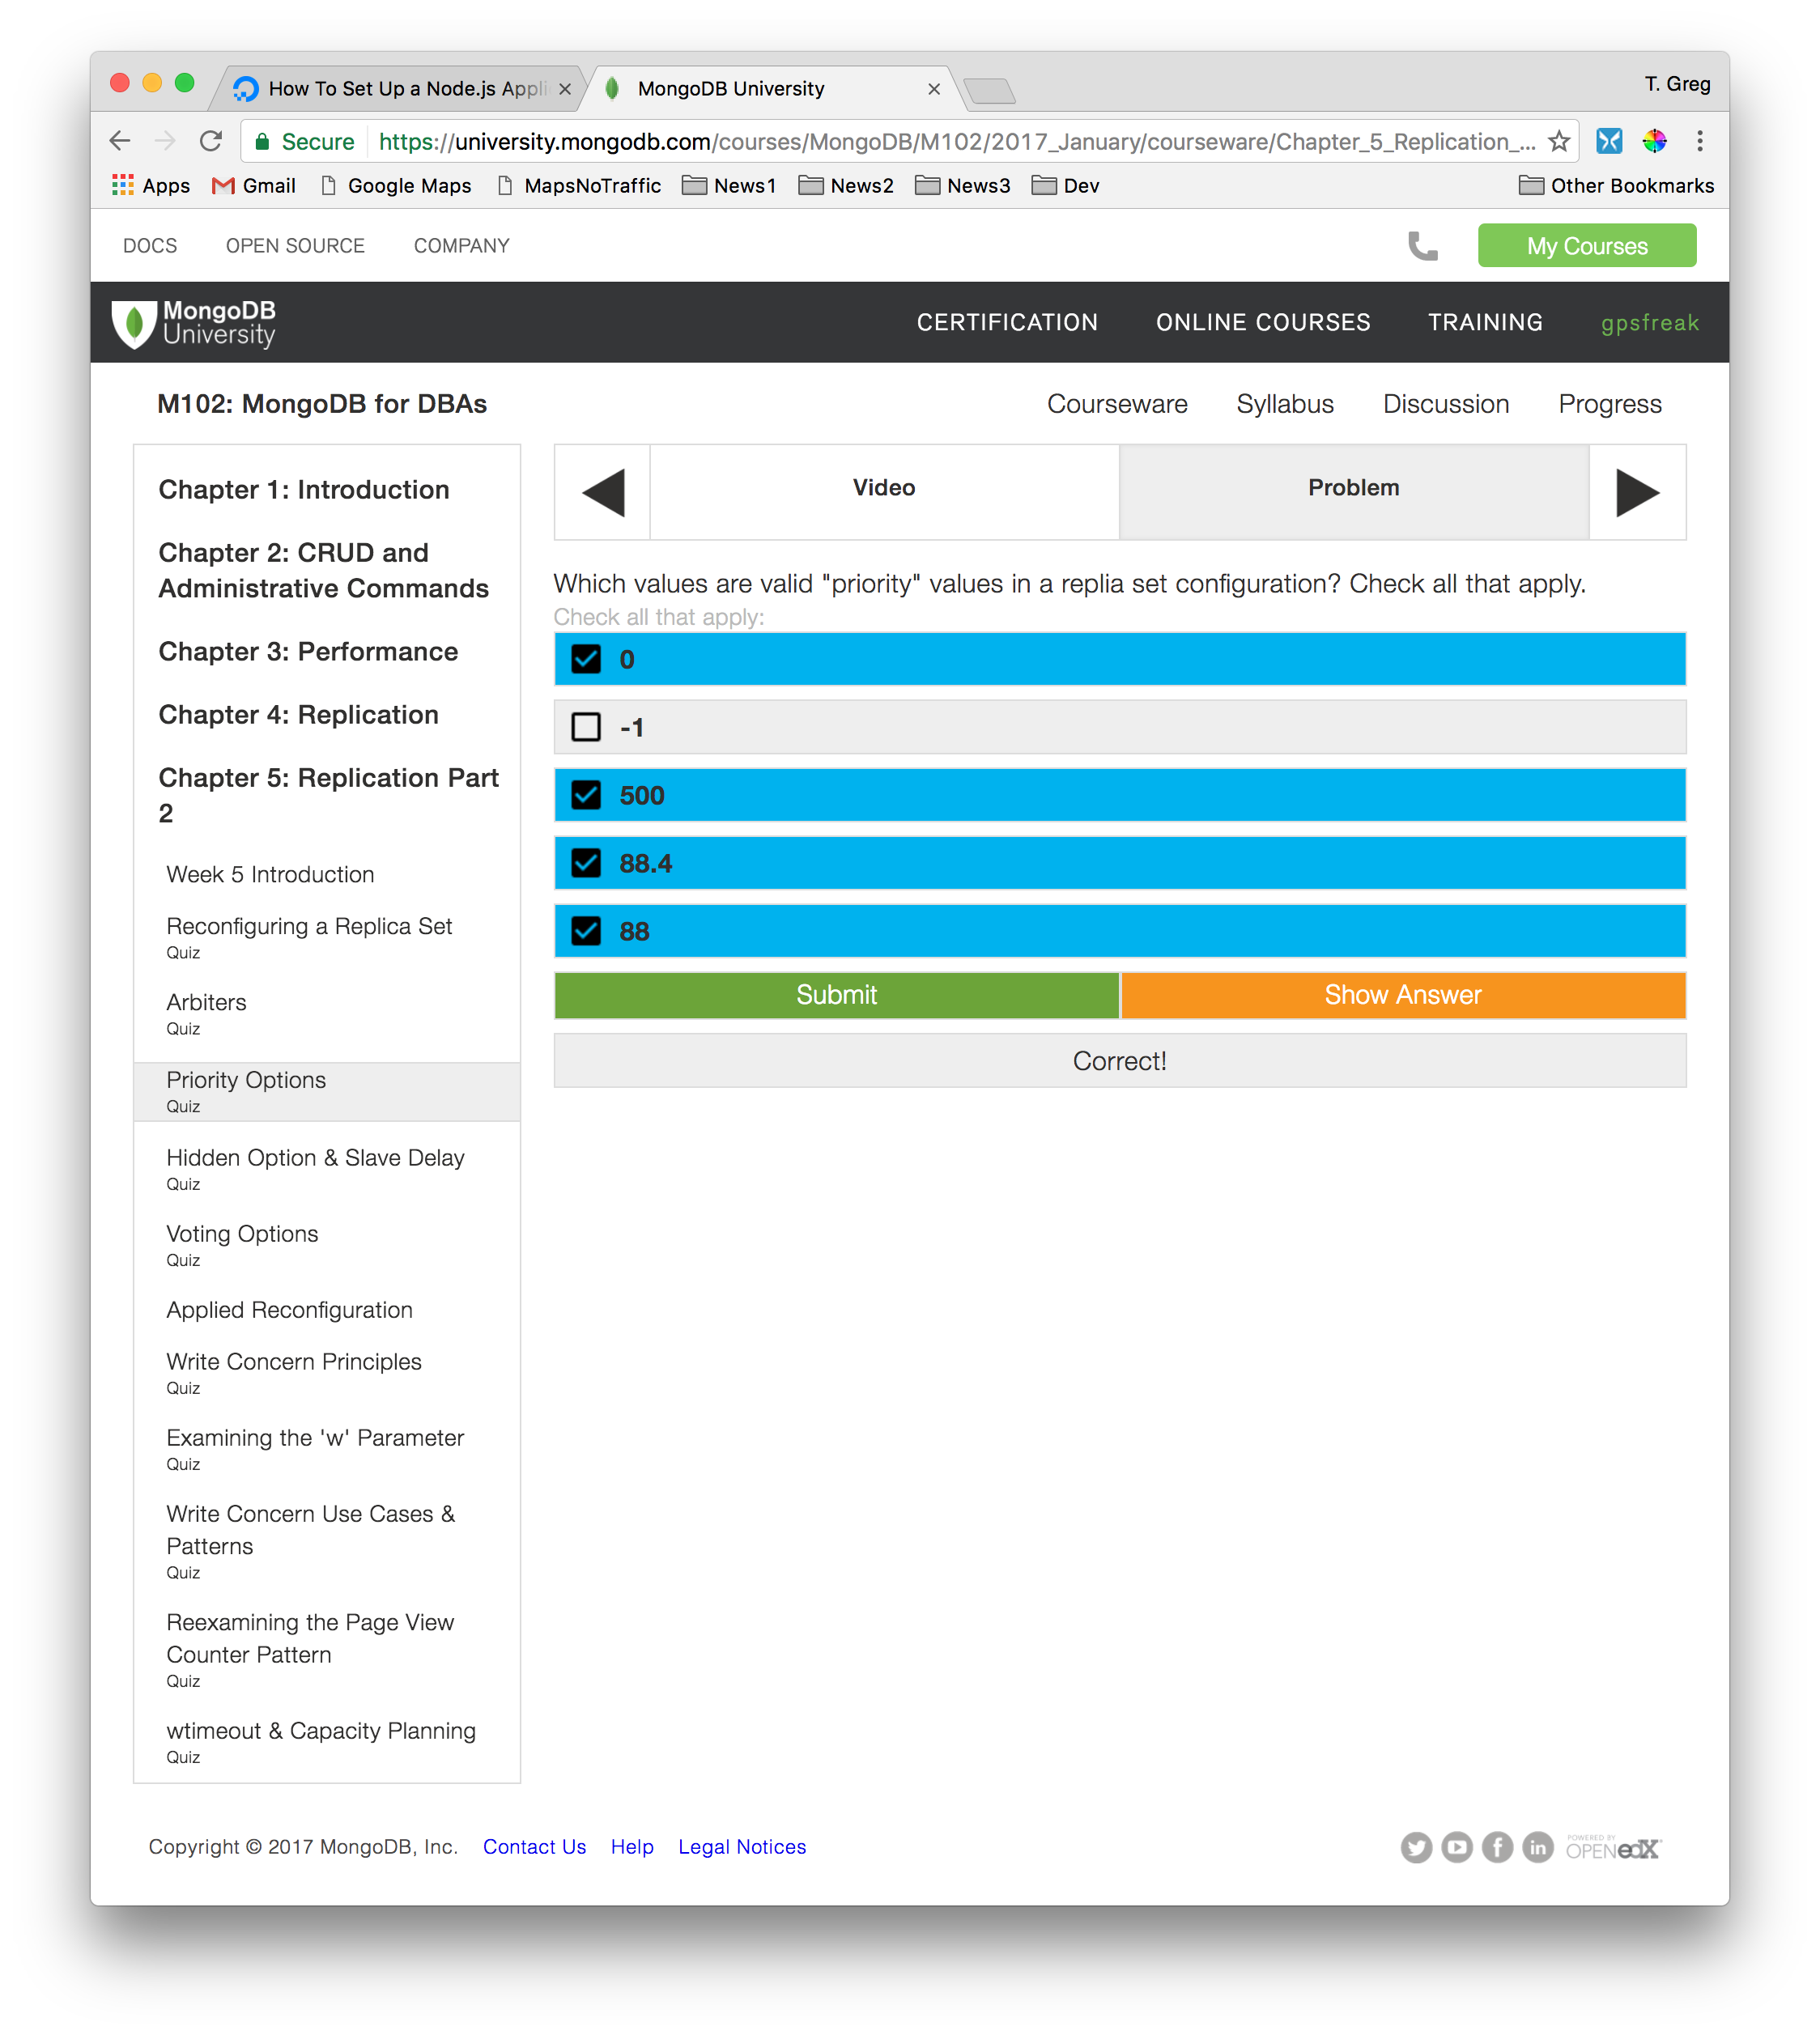 How To Set Up a Node.js Appli
MongoDB University
T. Greg
Secure https://university.mongodb.com/courses/MongoDB/M102/2017_January/courseware/Chapter_5_Replication_...
Apps Gmail Google Maps MapsNoTraffic News1 News2 News3 Dev Other Bookmarks
DOCS OPEN SOURCE COMPANY My Courses
MongoDB
University
CERTIFICATION ONLINE COURSES TRAINING gpsfreak
M102: MongoDB for DBAs
Courseware Syllabus Discussion Progress
Chapter 1: Introduction
Chapter 2: CRUD and
Administrative Commands
Chapter 3: Performance
Chapter 4: Replication
Chapter 5: Replication Part
2
Week 5 Introduction
Reconfiguring a Replica Set
Quiz
Arbiters
Quiz
Priority Options
Quiz
Hidden Option & Slave Delay
Quiz
Voting Options
Quiz
Applied Reconfiguration
Write Concern Principles
Quiz
Examining the 'w' Parameter
Quiz
Write Concern Use Cases &
Patterns
Quiz
Reexamining the Page View
Counter Pattern
Quiz
wtimeout & Capacity Planning
Quiz
Video
Problem
Which values are valid "priority" values in a replia set configuration? Check all that apply.
Check all that apply:
0
-1
500
88.4
88
Submit
Show Answer
Correct!
Copyright © 2017 MongoDB, Inc. Contact Us Help Legal Notices
POWERED BY
OPEN edX